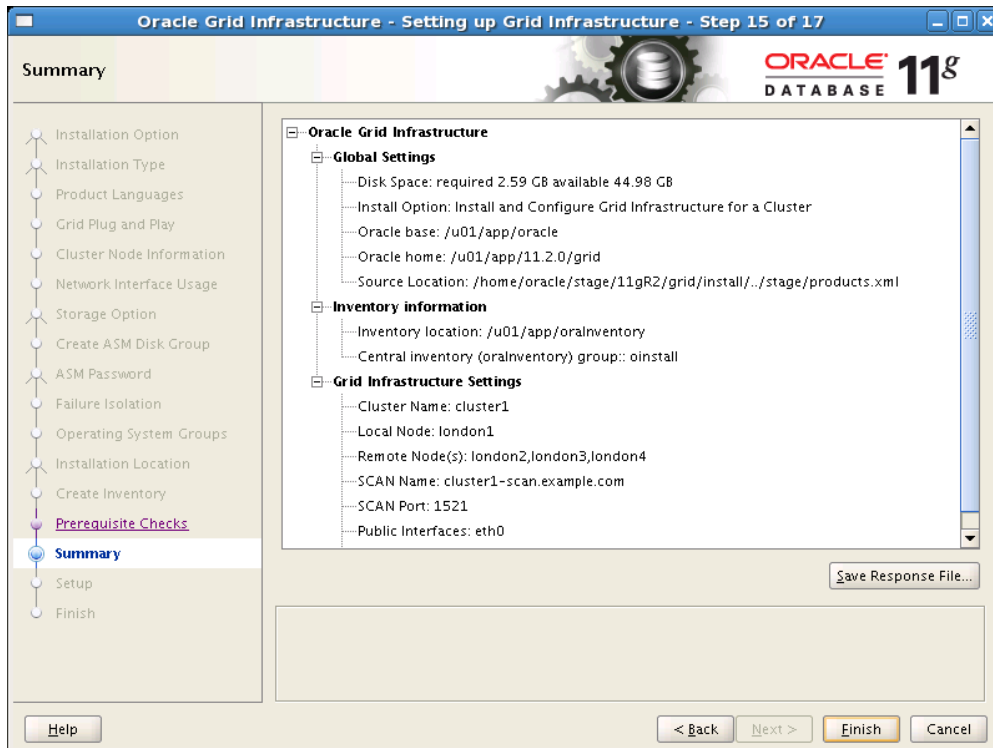 Oracle Grid Infrastructure - Setting up Grid Infrastructure - Step 15 of 17
Summary
ORACLE
DATABASE
11g
Installation Option
Installation Type
Product Languages
Grid Plug and Play
Cluster Node Information
Network Interface Usage
Storage Option
Create ASM Disk Group
ASM Password
Failure Isolation
Operating System Groups
Installation Location
Create Inventory
Prerequisite Checks
Summary
Setup
Finish
Oracle Grid Infrastructure
Global Settings
Disk Space: required 2.59 GB available 44.98 GB
Install Option: Install and Configure Grid Infrastructure for a Cluster
Oracle base: /u01/app/oracle
Oracle home: /u01/app/11.2.0/grid
Source Location: /home/oracle/stage/11gR2/grid/install/../stage/products.xml
Inventory information
Inventory location: /u01/app/oraInventory
Central inventory (oraInventory) group:: oinstall
Grid Infrastructure Settings
Cluster Name: cluster1
Local Node: london1
Remote Node(s): london2,london3,london4
SCAN Name: cluster1-scan.example.com
SCAN Port: 1521
Public Interfaces: eth0
Save Response File...
Help
< Back
Next >
Finish
Cancel